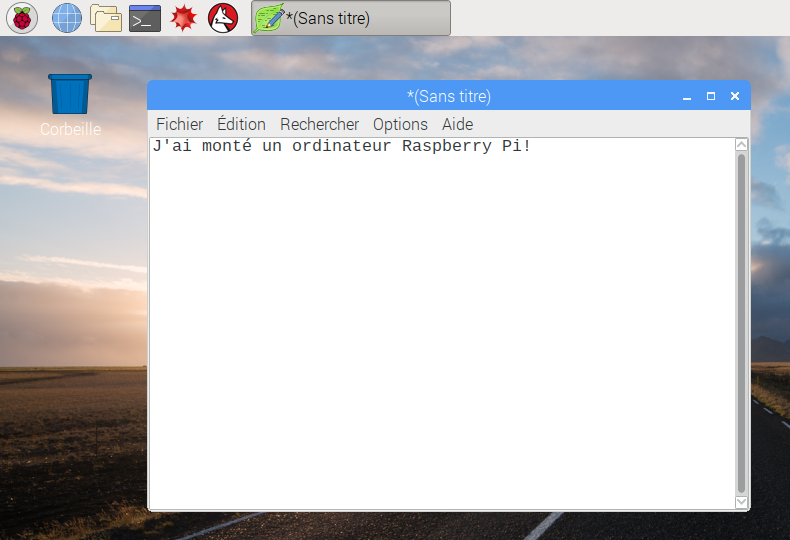 *(Sans titre)
Corbeille
*(Sans titre)
Fichier Édition Rechercher Options Aide
J'ai monté un ordinateur Raspberry Pi!